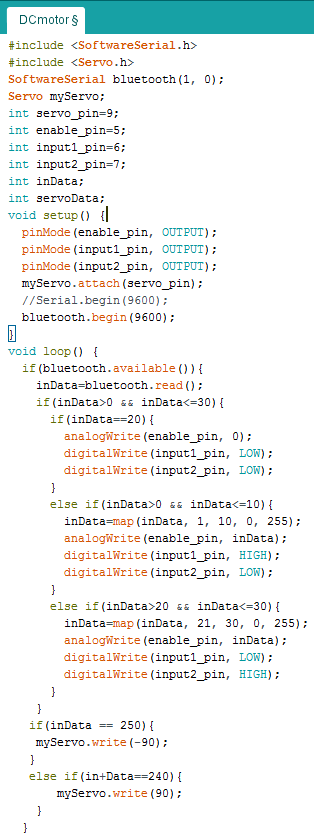 DCmotor §
#include <SoftwareSerial.h>
#include <Servo.h>
SoftwareSerial bluetooth(1, 0);
Servo myServo;
int servo_pin=9;
int enable_pin=5;
int input1_pin=6;
int input2_pin=7;
int inData;
int servoData;
void setup() {
  pinMode(enable_pin, OUTPUT);
  pinMode(input1_pin, OUTPUT);
  pinMode(input2_pin, OUTPUT);
  myServo.attach(servo_pin);
  //Serial.begin(9600);
  bluetooth.begin(9600);
}
void loop() {
  if(bluetooth.available()){
    inData=bluetooth.read();
    if(inData>0 && inData<=30){
      if(inData==20){
        analogWrite(enable_pin, 0);
        digitalWrite(input1_pin, LOW);
        digitalWrite(input2_pin, LOW);
      }
      else if(inData>0 && inData<=10){
        inData=map(inData, 1, 10, 0, 255);
        analogWrite(enable_pin, inData);
        digitalWrite(input1_pin, HIGH);
        digitalWrite(input2_pin, LOW);
      }
      else if(inData>20 && inData<=30){
        inData=map(inData, 21, 30, 0, 255);
        analogWrite(enable_pin, inData);
        digitalWrite(input1_pin, LOW);
        digitalWrite(input2_pin, HIGH);
      }
    }
   if(inData == 250){
    myServo.write(-90);
   }
   else if(in+Data==240){
       myServo.write(90);
    }
  }